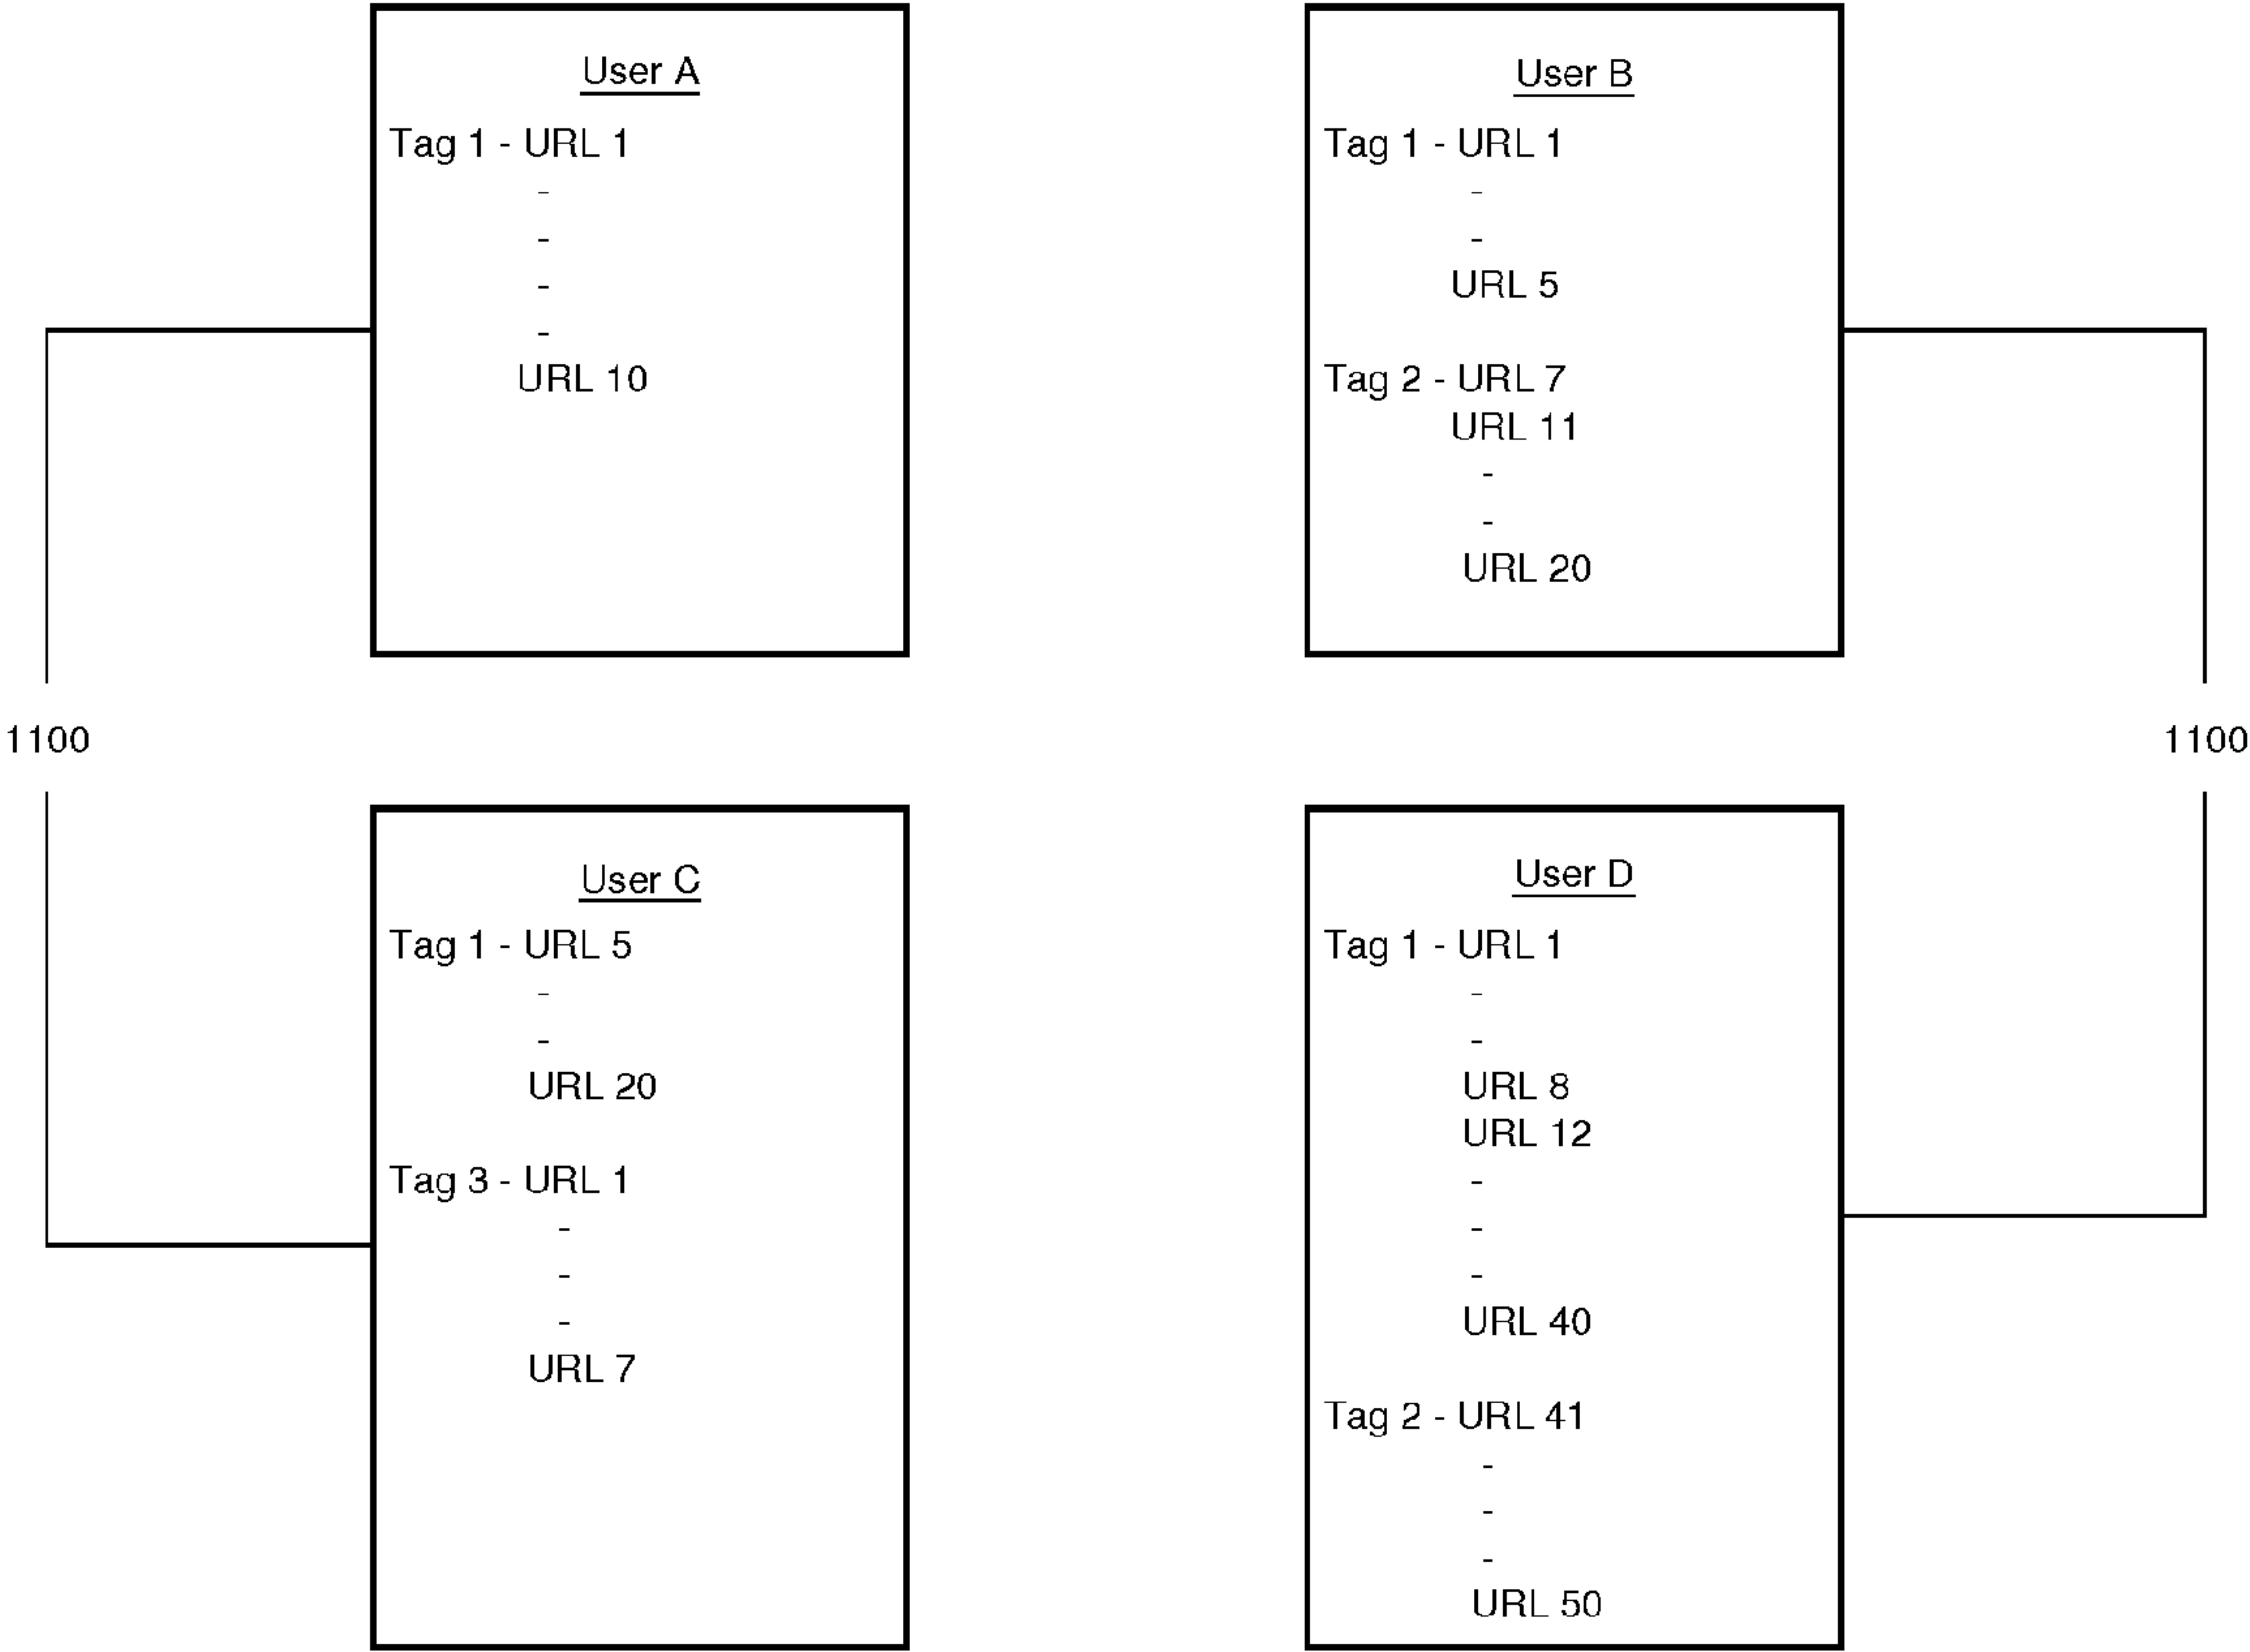 User A
Tag 1 - URL 1
-
-
-
-
URL 10
User B
Tag 1 - URL 1
-
-
URL 5
Tag 2 - URL 7
URL 11
-
-
URL 20
1100
1100
User C
Tag 1 - URL 5
-
-
URL 20
Tag 3 - URL 1
-
-
-
URL 7
User D
Tag 1 - URL 1
-
-
URL 8
URL 12
-
-
-
URL 40
Tag 2 - URL 41
-
-
-
URL 50